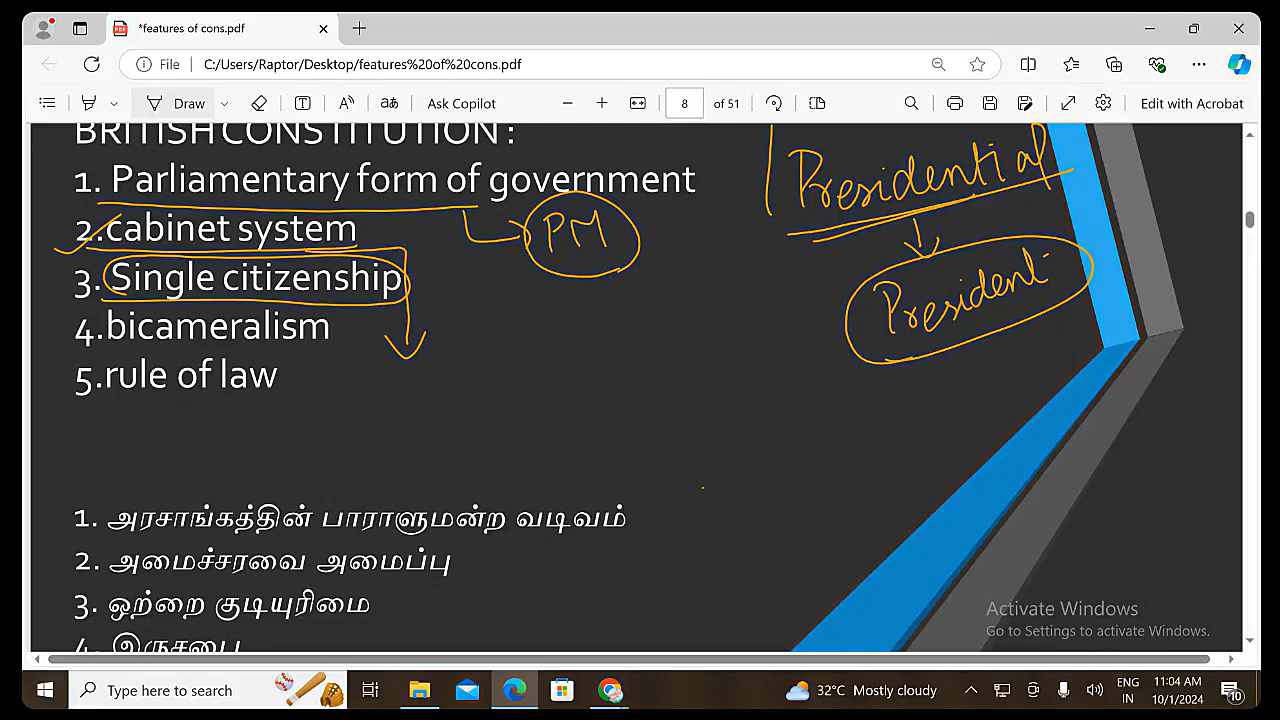 *features of cons.pdf
File C:/Users/Raptor/Desktop/features%20of%20cons.pdf
Draw Ask Copilot 8 of 51 Edit with Acrobat
BRITISH CONSTITUTION :
1. Parliamentary form of government
Presidential
2.cabinet system
PM
3. Single citizenship
President
4.bicameralism
5.rule of law
1. அரசாங்கத்தின் பாராளுமன்ற வடிவம்
2. அமைச்சரவை அமைப்பு
3. ஒற்றை குடியுரிமை
4. இருசபை
Activate Windows
Go to Settings to activate Windows.
Type here to search 32°C Mostly cloudy ENG IN 11:04 AM 10/1/2024 10